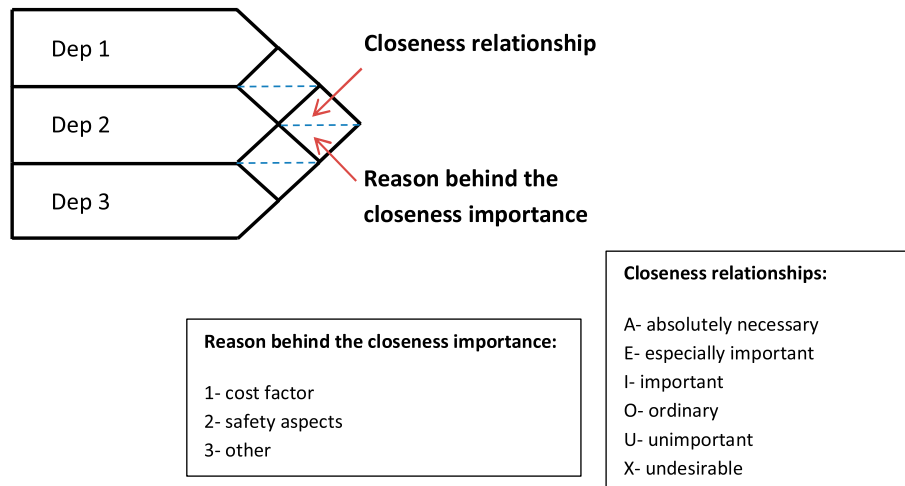 Dep 1
Dep 2
Dep 3
Closeness relationship
Reason behind the
closeness importance
Reason behind the closeness importance:
1- cost factor
2- safety aspects
3- other
Closeness relationships:
A- absolutely necessary
E- especially important
I- important
O- ordinary
U- unimportant
X- undesirable